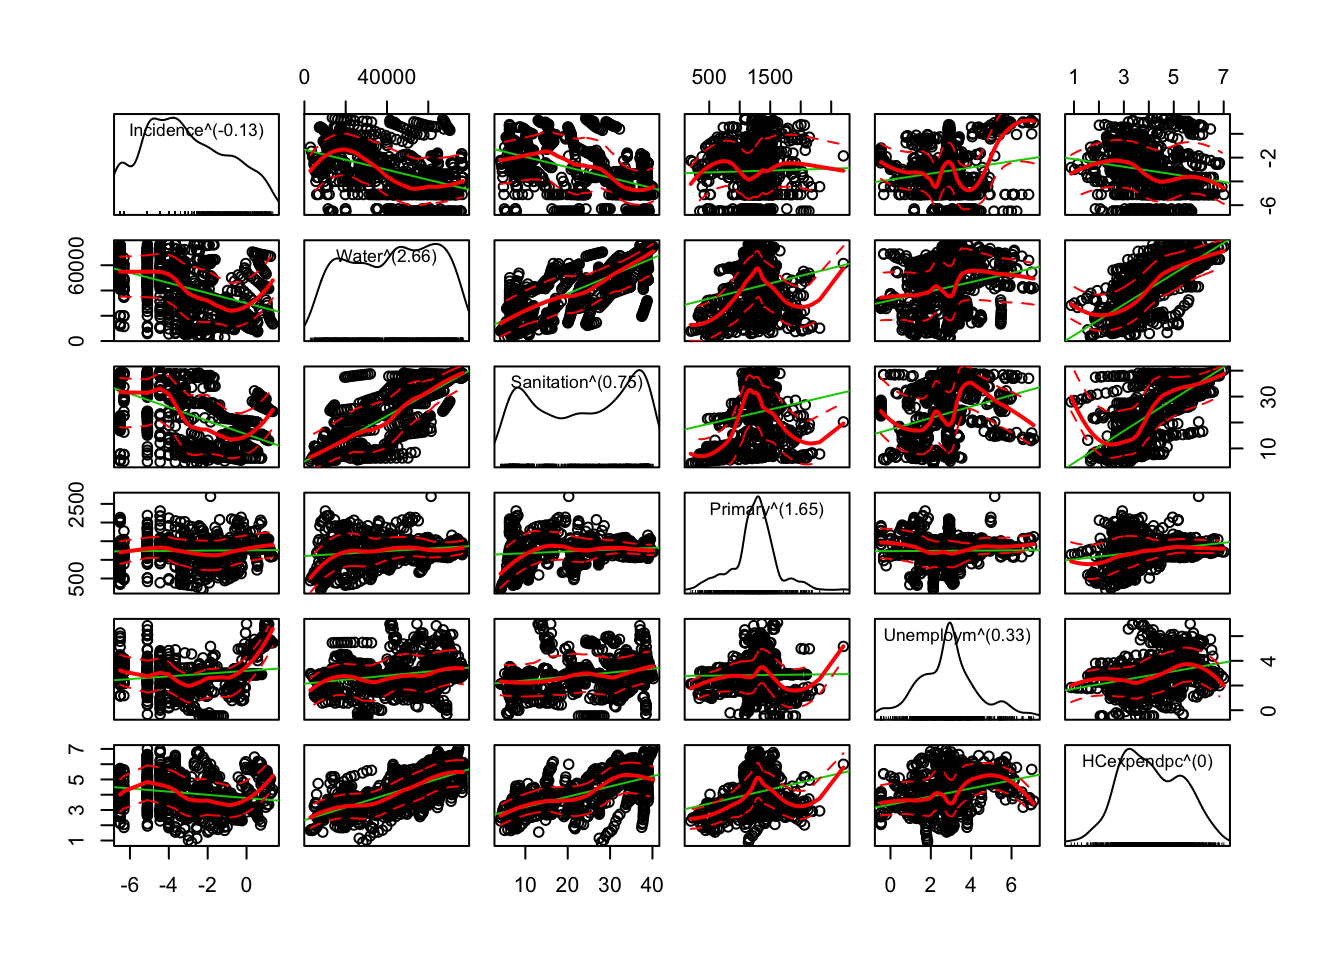 0 40000 500 1500 1 3 5 7
Incidence^(-0.13)
-2
-6
Water^(2.66)
60000
0
Sanitation^(0.75)
30
10
Primary^(1.65)
2500
500
Unemploym^(0.33)
4
0
HCexpendpc^(0)
7
5
3
1
-6 -4 -2 0 10 20 30 40 0 2 4 6